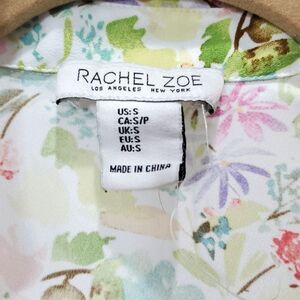 RACHEL ZOE
LOS ANGELES NEW YORK
US:S
CA:S/P
UK:S
EU:S
AU:S
MADE IN CHINA